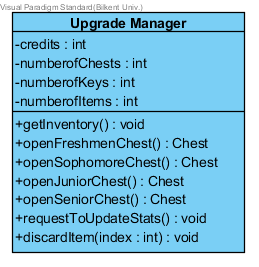 Visual Paradigm Standard(Bilkent Univ.)
Upgrade Manager
-credits : int
-numberofChests : int
-numberofKeys : int
-numberofItems : int
+getInventory() : void
+openFreshmenChest() : Chest
+openSophomoreChest() : Chest
+openJuniorChest() : Chest
+openSeniorChest() : Chest
+requestToUpdateStats() : void
+discardItem(index : int) : void